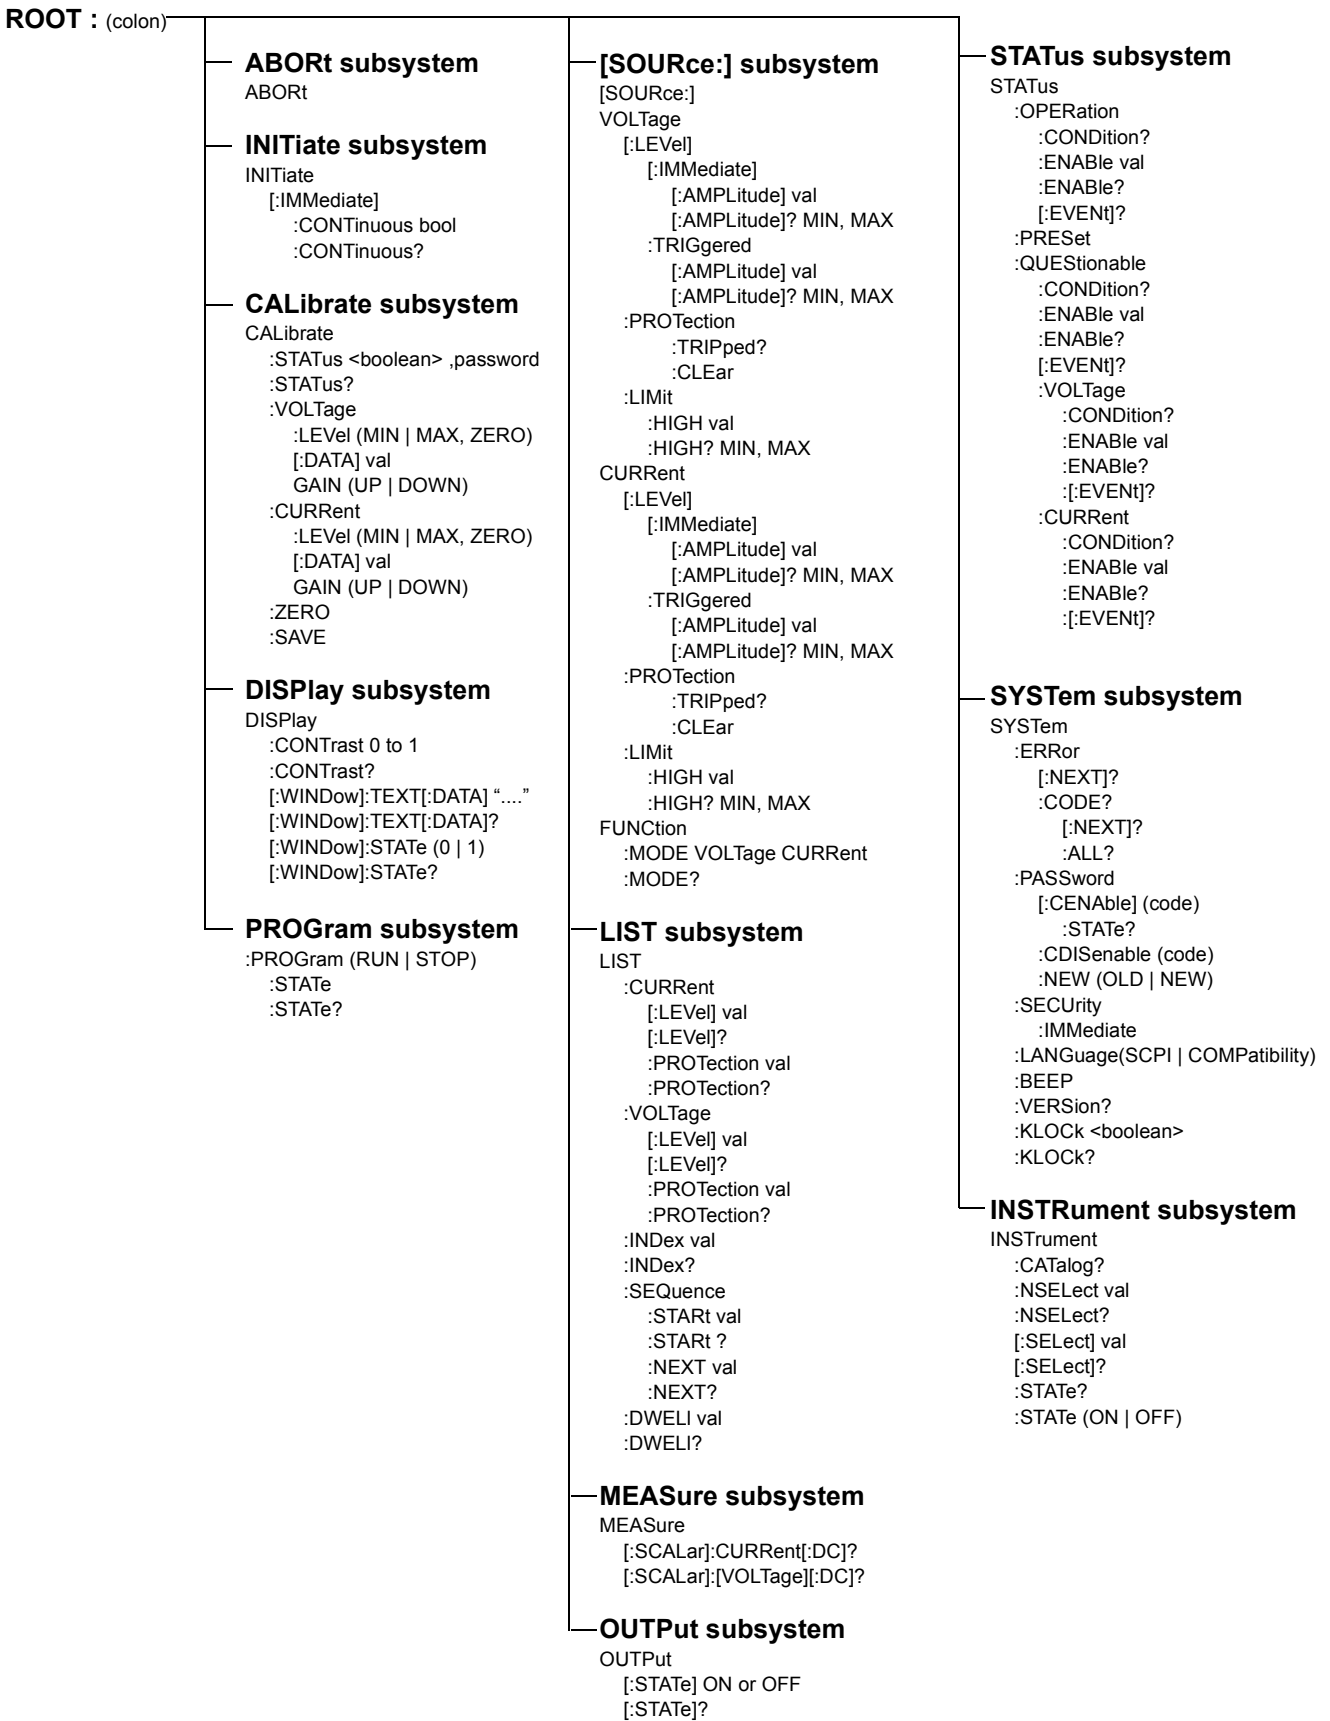 ROOT : (colon)
ABORt subsystem
ABORt
INITiate subsystem
INITiate
[:IMMediate]
:CONTinuous bool
:CONTinuous?
CALibrate subsystem
CALibrate
:STATus <boolean> ,password
:STATus?
:VOLTage
:LEVel (MIN | MAX, ZERO)
[:DATA] val
GAIN (UP | DOWN)
:CURRent
:LEVel (MIN | MAX, ZERO)
[:DATA] val
GAIN (UP | DOWN)
:ZERO
:SAVE
DISPlay subsystem
DISPlay
:CONTrast 0 to 1
:CONTrast?
[:WINDow]:TEXT[:DATA] “....”
[:WINDow]:TEXT[:DATA]?
[:WINDow]:STATe (0 | 1)
[:WINDow]:STATe?
PROGram subsystem
:PROGram (RUN | STOP)
:STATe
:STATe?
[SOURce:] subsystem
[SOURce:]
VOLTage
[:LEVel]
[:IMMediate]
[:AMPLitude] val
[:AMPLitude]? MIN, MAX
:TRIGgered
[:AMPLitude] val
[:AMPLitude]? MIN, MAX
:PROTection
:TRIPped?
:CLEar
:LIMit
:HIGH val
:HIGH? MIN, MAX
CURRent
[:LEVel]
[:IMMediate]
[:AMPLitude] val
[:AMPLitude]? MIN, MAX
:TRIGgered
[:AMPLitude] val
[:AMPLitude]? MIN, MAX
:PROTection
:TRIPped?
:CLEar
:LIMit
:HIGH val
:HIGH? MIN, MAX
FUNCtion
:MODE VOLTage CURRent
:MODE?
LIST subsystem
LIST
:CURRent
[:LEVel] val
[:LEVel]?
:PROTection val
:PROTection?
:VOLTage
[:LEVel] val
[:LEVel]?
:PROTection val
:PROTection?
:INDex val
:INDex?
:SEQuence
:STARt val
:STARt ?
:NEXT val
:NEXT?
:DWELl val
:DWELl?
MEASure subsystem
MEASure
[:SCALar]:CURRent[:DC]?
[:SCALar]:[VOLTage][:DC]?
OUTPut subsystem
OUTPut
[:STATe] ON or OFF
[:STATe]?
STATus subsystem
STATus
:OPERation
:CONDition?
:ENABle val
:ENABle?
[:EVENt]?
:PRESet
:QUEStionable
:CONDition?
:ENABle val
:ENABle?
[:EVENt]?
:VOLTage
:CONDition?
:ENABle val
:ENABle?
:[:EVENt]?
:CURRent
:CONDition?
:ENABle val
:ENABle?
:[:EVENt]?
SYSTem subsystem
SYSTem
:ERRor
[:NEXT]?
:CODE?
[:NEXT]?
:ALL?
:PASSword
[:CENAble] (code)
:STATe?
:CDISenable (code)
:NEW (OLD | NEW)
:SECUrity
:IMMediate
:LANGuage(SCPI | COMPatibility)
:BEEP
:VERSion?
:KLOCk <boolean>
:KLOCk?
INSTRument subsystem
INSTrument
:CATalog?
:NSELect val
:NSELect?
[:SELect] val
[:SELect]?
:STATe?
:STATe (ON | OFF)